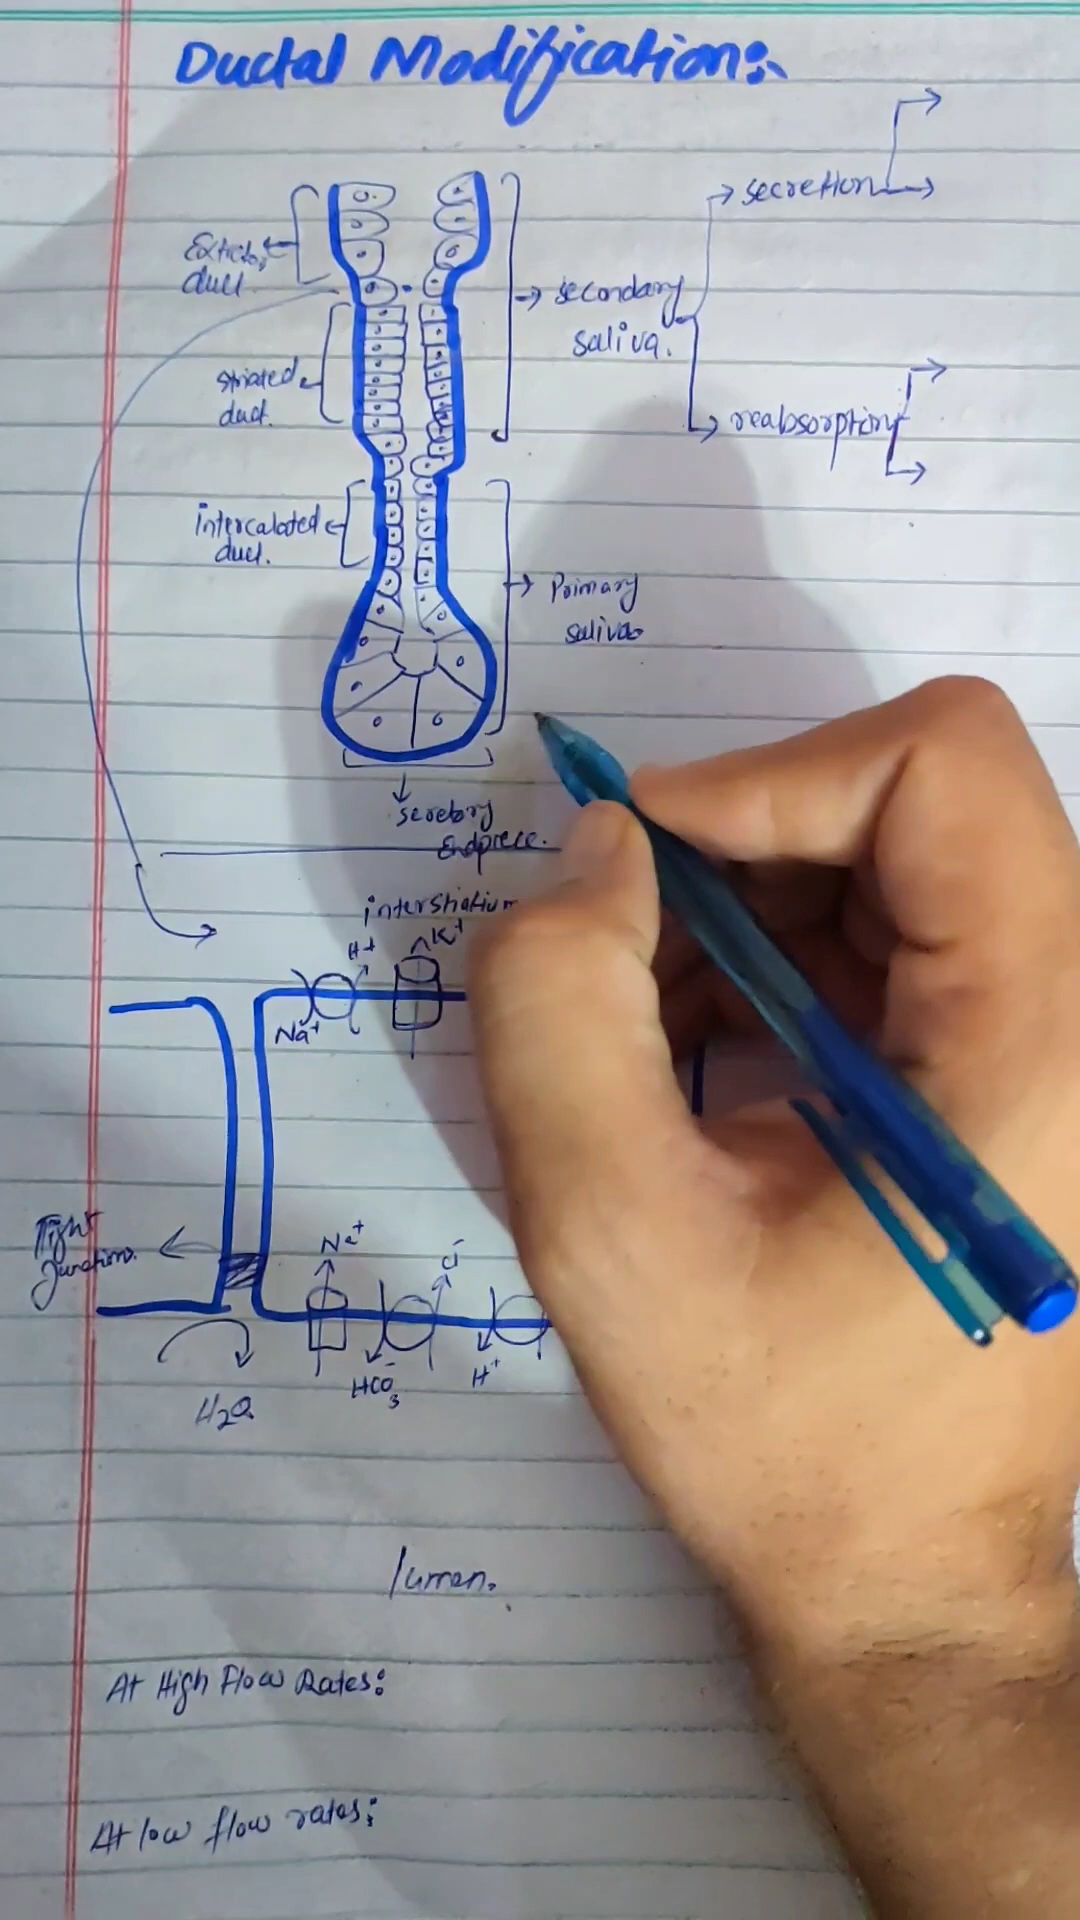 Ductal Modification:
secretion
duct.
secondary
saliva.
striated
duct.
reabsorption
intercalated
duct.
Primary
saliva
secretory
Endpiece.
interstitium
H+
K+
Na+
Tight
Junctions.
Na+
Cl-
HCO3-
H+
H2O
lumen.
At High Flow Rates:
At low flow rates: